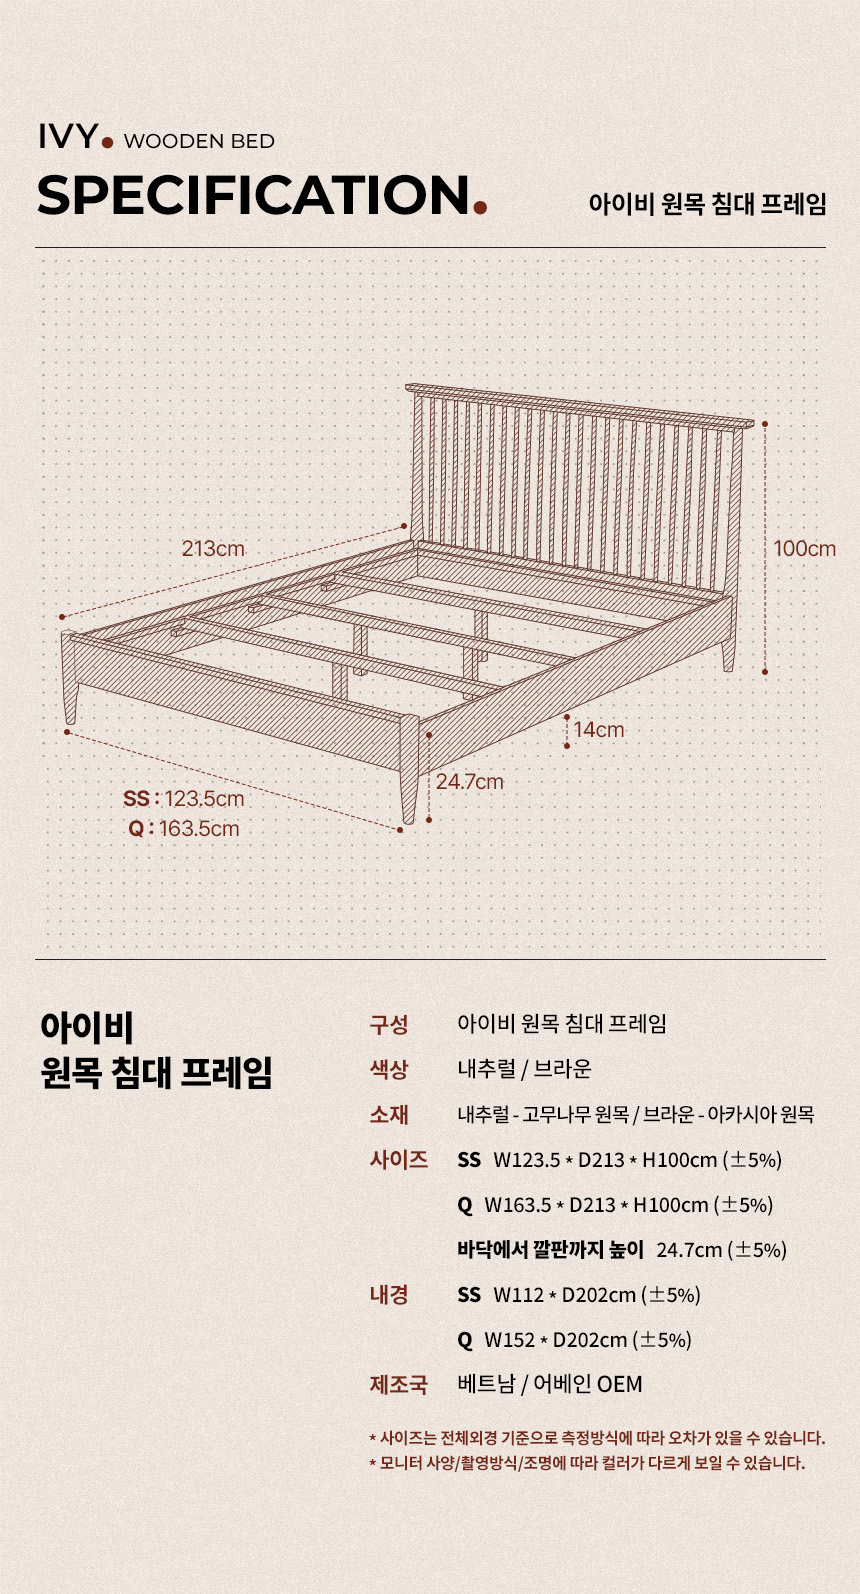 IVY. WOODEN BED
SPECIFICATION.
아이비 원목 침대 프레임
213cm
100cm
14cm
24.7cm
SS : 123.5cm
Q : 163.5cm
아이비
원목 침대 프레임
구성 아이비 원목 침대 프레임
색상 내추럴 / 브라운
소재 내추럴 - 고무나무 원목 / 브라운 - 아카시아 원목
사이즈 SS W123.5 * D213 * H100cm (±5%)
Q W163.5 * D213 * H100cm (±5%)
바닥에서 깔판까지 높이 24.7cm (±5%)
내경 SS W112 * D202cm (±5%)
Q W152 * D202cm (±5%)
제조국 베트남 / 어베인 OEM
* 사이즈는 전체외경 기준으로 측정방식에 따라 오차가 있을 수 있습니다.
* 모니터 사양/촬영방식/조명에 따라 컬러가 다르게 보일 수 있습니다.